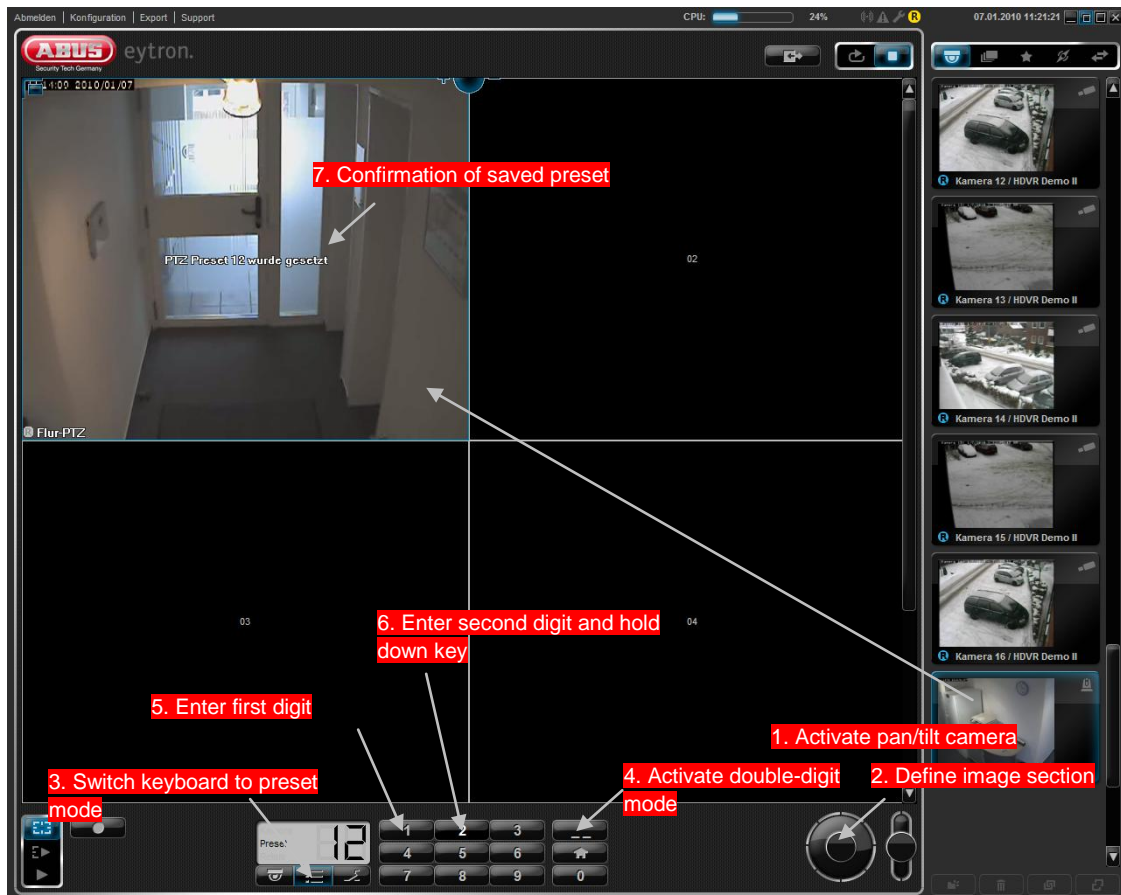 Abmelden | Konfiguration | Export | Support
CPU: 24% R 07.01.2010 11:21:21
ABUS eytron.
Security Tech Germany
14:00 2010/01/07
7. Confirmation of saved preset
PTZ Preset 12 wurde gesetzt
02
R Flur-PTZ
03
04
R Kamera 12 / HDVR Demo II
R Kamera 13 / HDVR Demo II
R Kamera 14 / HDVR Demo II
R Kamera 15 / HDVR Demo II
R Kamera 16 / HDVR Demo II
6. Enter second digit and hold
down key
5. Enter first digit
1. Activate pan/tilt camera
3. Switch keyboard to preset
mode
4. Activate double-digit
mode
2. Define image section
Preset 12
1 2 3 _ _
4 5 6
7 8 9 0